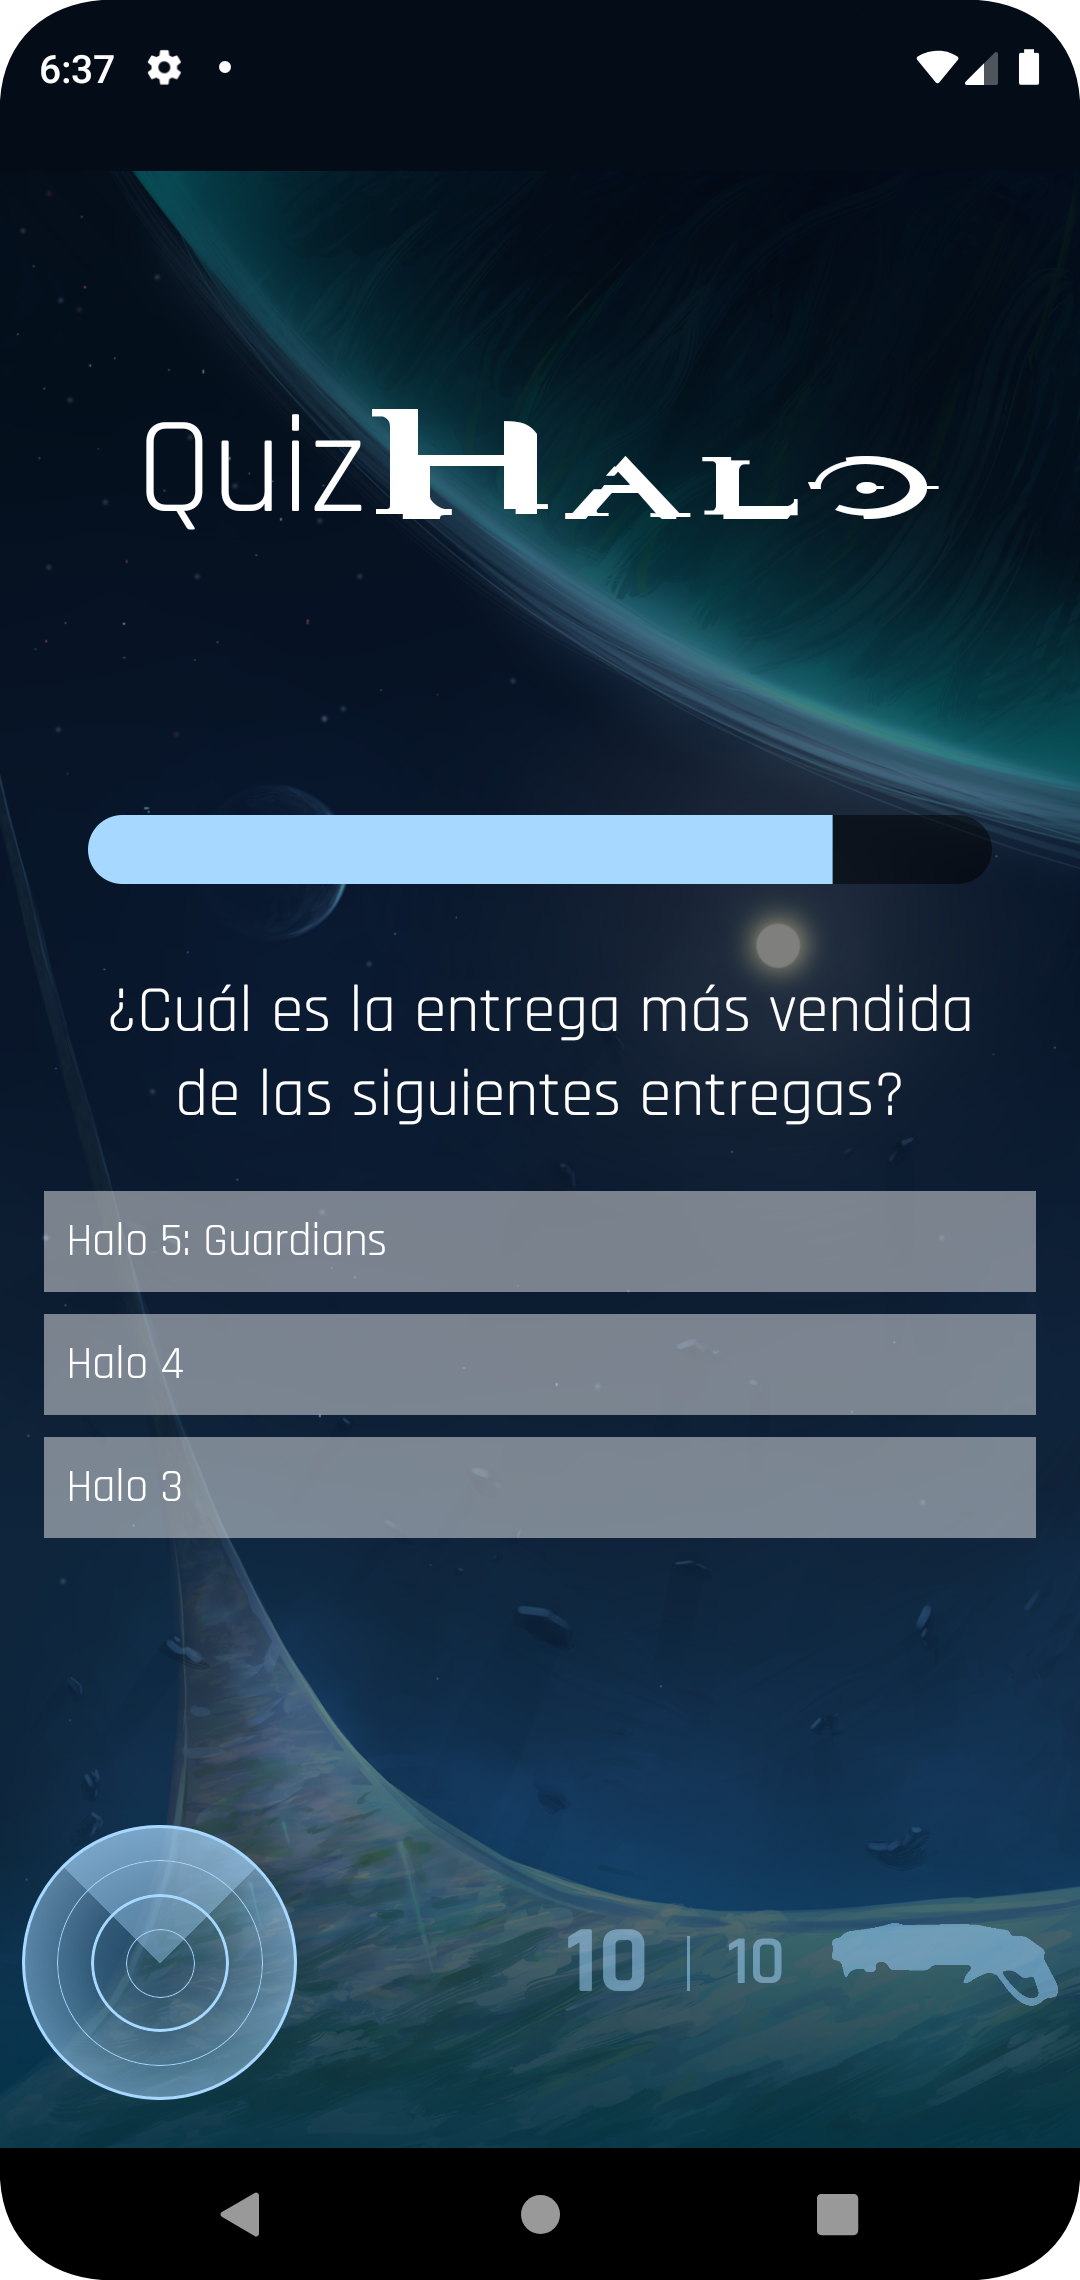 6:37
QuizHALO
¿Cuál es la entrega más vendida
de las siguientes entregas?
Halo 5: Guardians
Halo 4
Halo 3
10 | 10